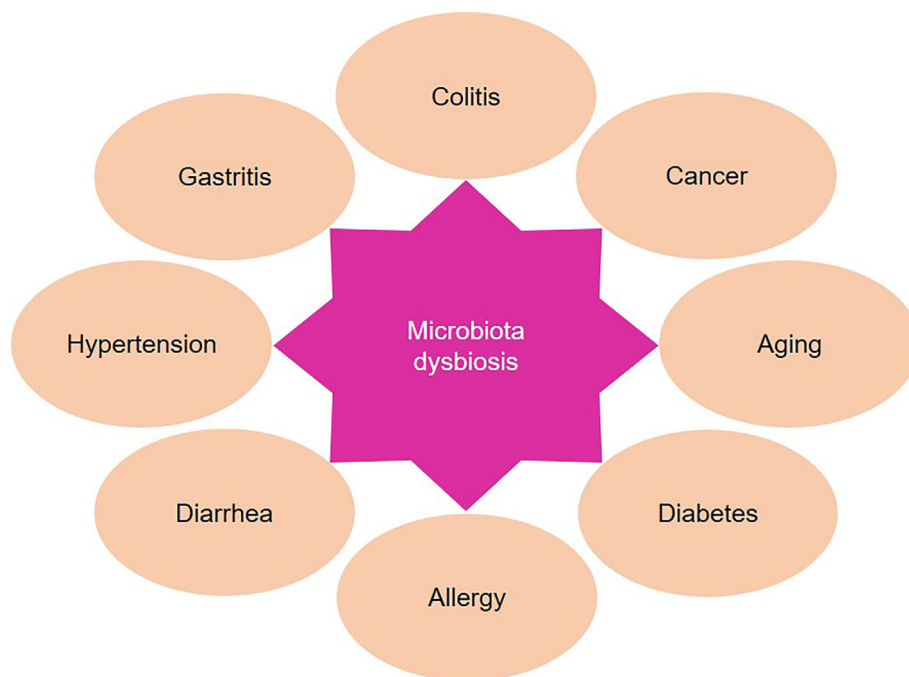 Colitis
Gastritis
Cancer
Hypertension
Microbiota
dysbiosis
Aging
Diarrhea
Diabetes
Allergy